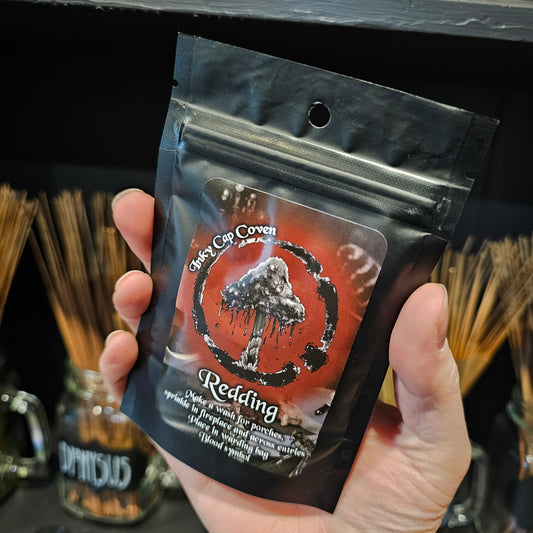 Inky Cap Coven
Redding
Make a wash for porches,
sprinkle in fireplace and across entries
Place in warding bag
Blood symbol
DIONYSUS